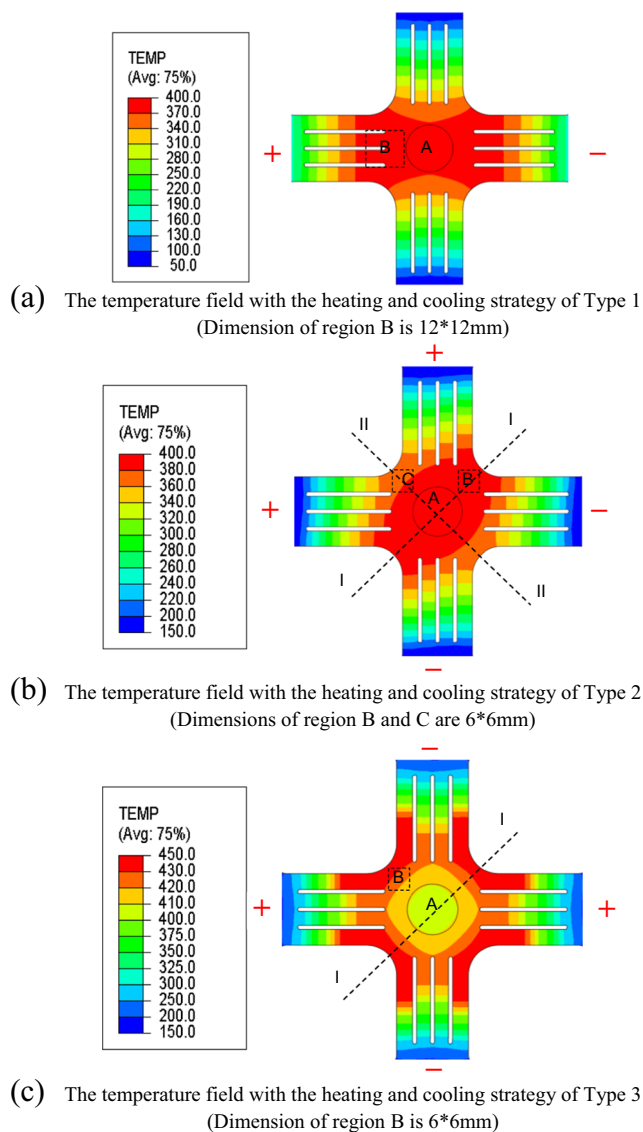 TEMP
(Avg: 75%)
400.0
370.0
340.0
310.0
280.0
250.0
220.0
190.0
160.0
130.0
100.0
50.0
+
B
A
−
(a) The temperature field with the heating and cooling strategy of Type 1
(Dimension of region B is 12*12mm)
+
TEMP
(Avg: 75%)
400.0
380.0
360.0
340.0
320.0
300.0
280.0
260.0
240.0
220.0
200.0
150.0
II
I
C
B
A
+
−
I
II
−
(b) The temperature field with the heating and cooling strategy of Type 2
(Dimensions of region B and C are 6*6mm)
−
TEMP
(Avg: 75%)
450.0
430.0
420.0
410.0
400.0
375.0
350.0
325.0
300.0
250.0
200.0
150.0
I
B
A
+
+
I
−
(c) The temperature field with the heating and cooling strategy of Type 3
(Dimension of region B is 6*6mm)